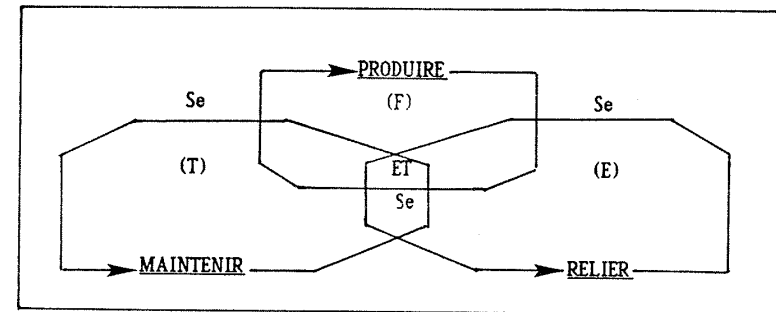 PRODUIRE
Se (F) Se
(T) ET (E)
Se
MAINTENIR RELIER